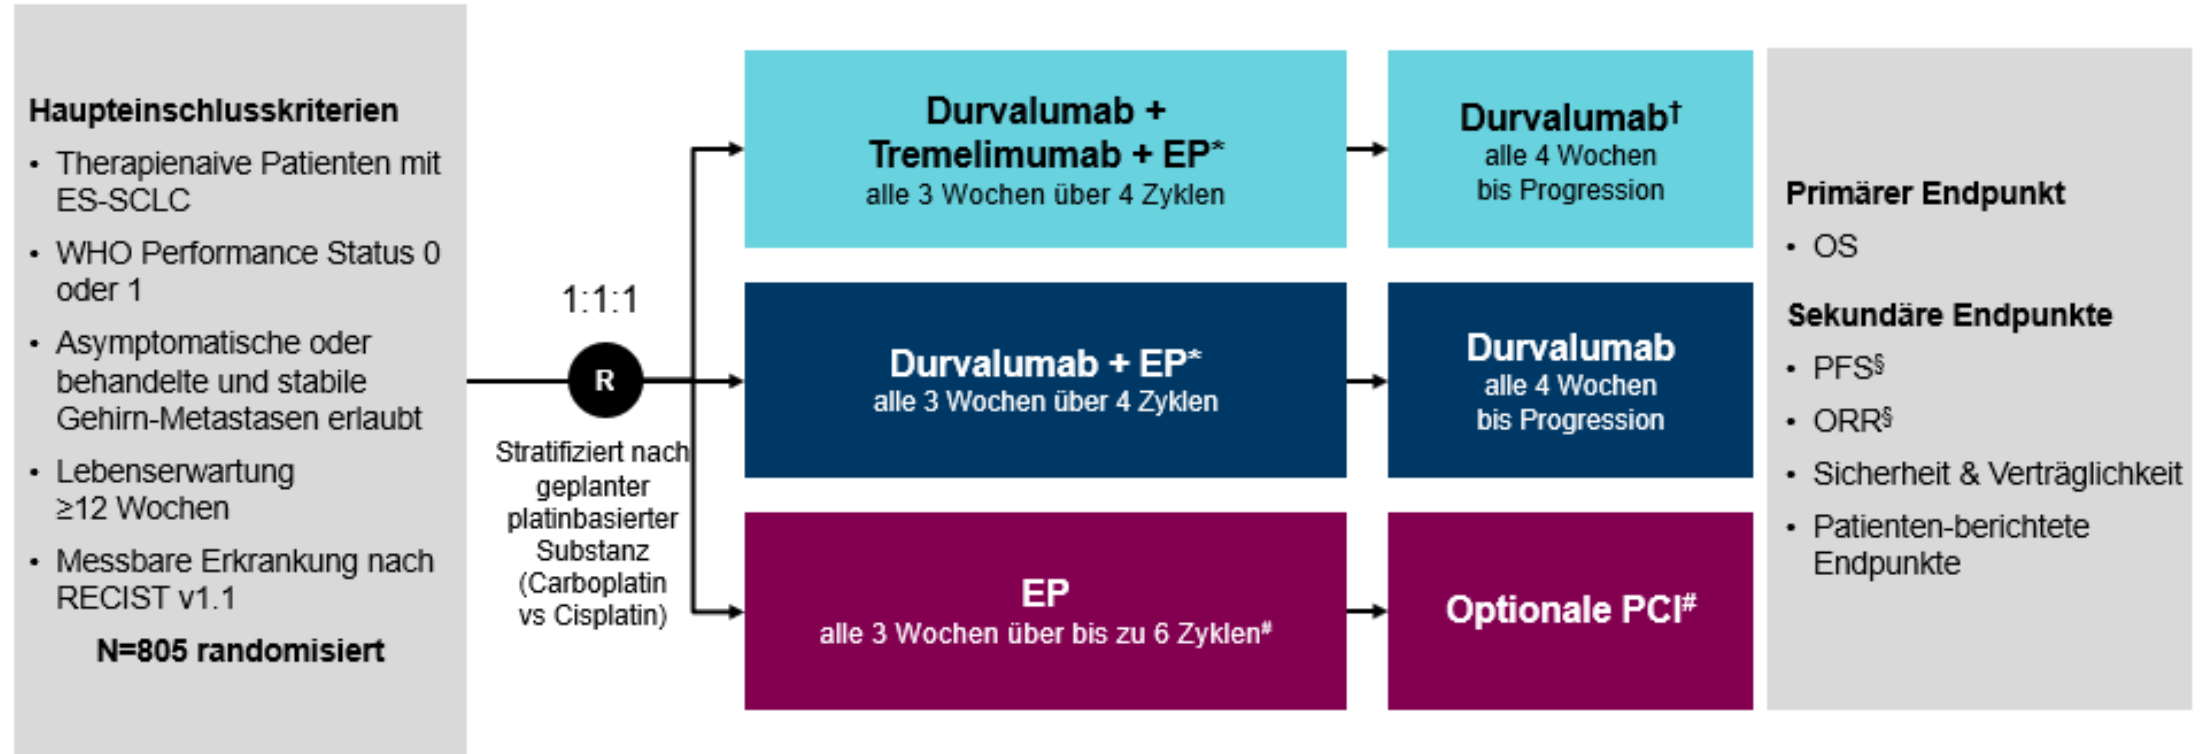 Haupteinschlusskriterien
• Therapienaive Patienten mit
ES-SCLC
• WHO Performance Status 0
oder 1
• Asymptomatische oder
behandelte und stabile
Gehirn-Metastasen erlaubt
• Lebenserwartung
≥12 Wochen
• Messbare Erkrankung nach
RECIST v1.1
N=805 randomisiert
1:1:1
R
Stratifiziert nach
geplanter
platinbasierter
Substanz
(Carboplatin
vs Cisplatin)
Durvalumab +
Tremelimumab + EP*
alle 3 Wochen über 4 Zyklen
Durvalumab†
alle 4 Wochen
bis Progression
Durvalumab + EP*
alle 3 Wochen über 4 Zyklen
Durvalumab
alle 4 Wochen
bis Progression
EP
alle 3 Wochen über bis zu 6 Zyklen#
Optionale PCI#
Primärer Endpunkt
• OS
Sekundäre Endpunkte
• PFS§
• ORR§
• Sicherheit & Verträglichkeit
• Patienten-berichtete
Endpunkte